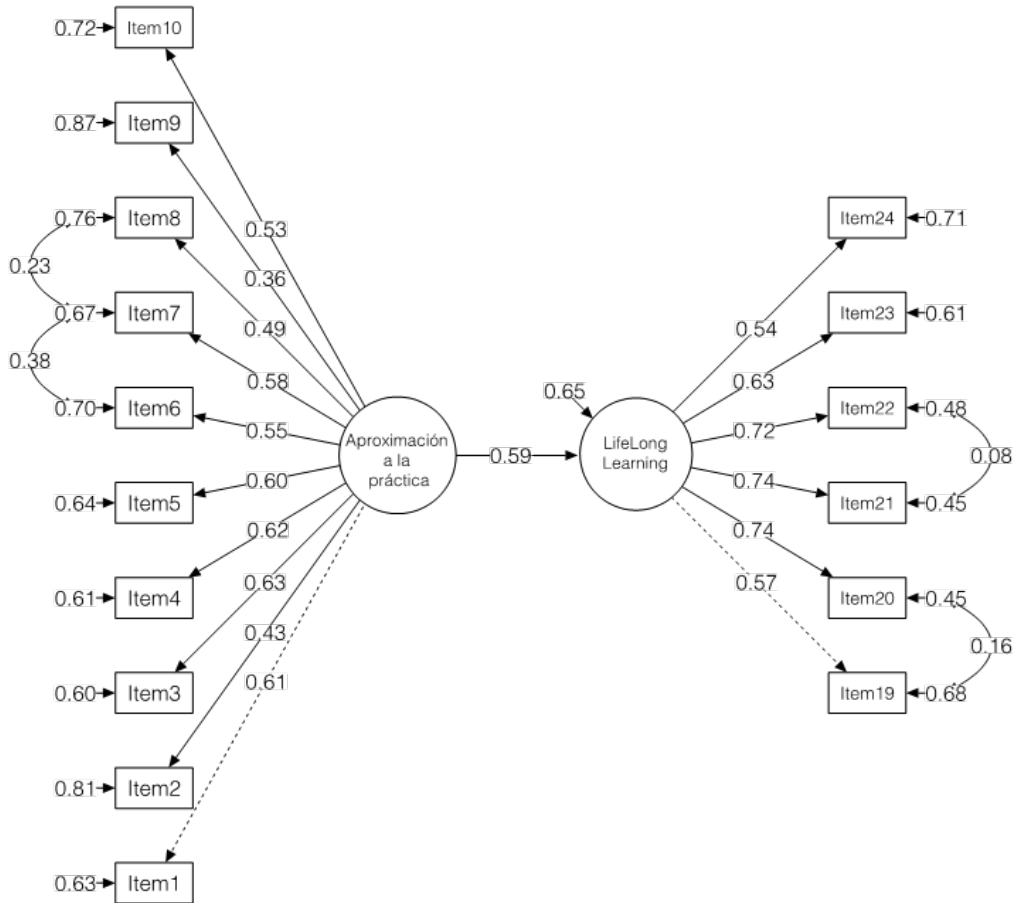 0.72 Item10
0.87 Item9
0.76 Item8
0.23
0.67 Item7
0.38
0.70 Item6
0.64 Item5
0.61 Item4
0.60 Item3
0.81 Item2
0.63 Item1
0.53
0.36
0.49
0.58
0.55
0.60
0.62
0.63
0.43
0.61
Aproximación
a la
práctica
0.59
0.65
LifeLong
Learning
0.54
0.63
0.72
0.74
0.74
0.57
Item24 0.71
Item23 0.61
Item22 0.48
0.08
Item21 0.45
Item20 0.45
0.16
Item19 0.68